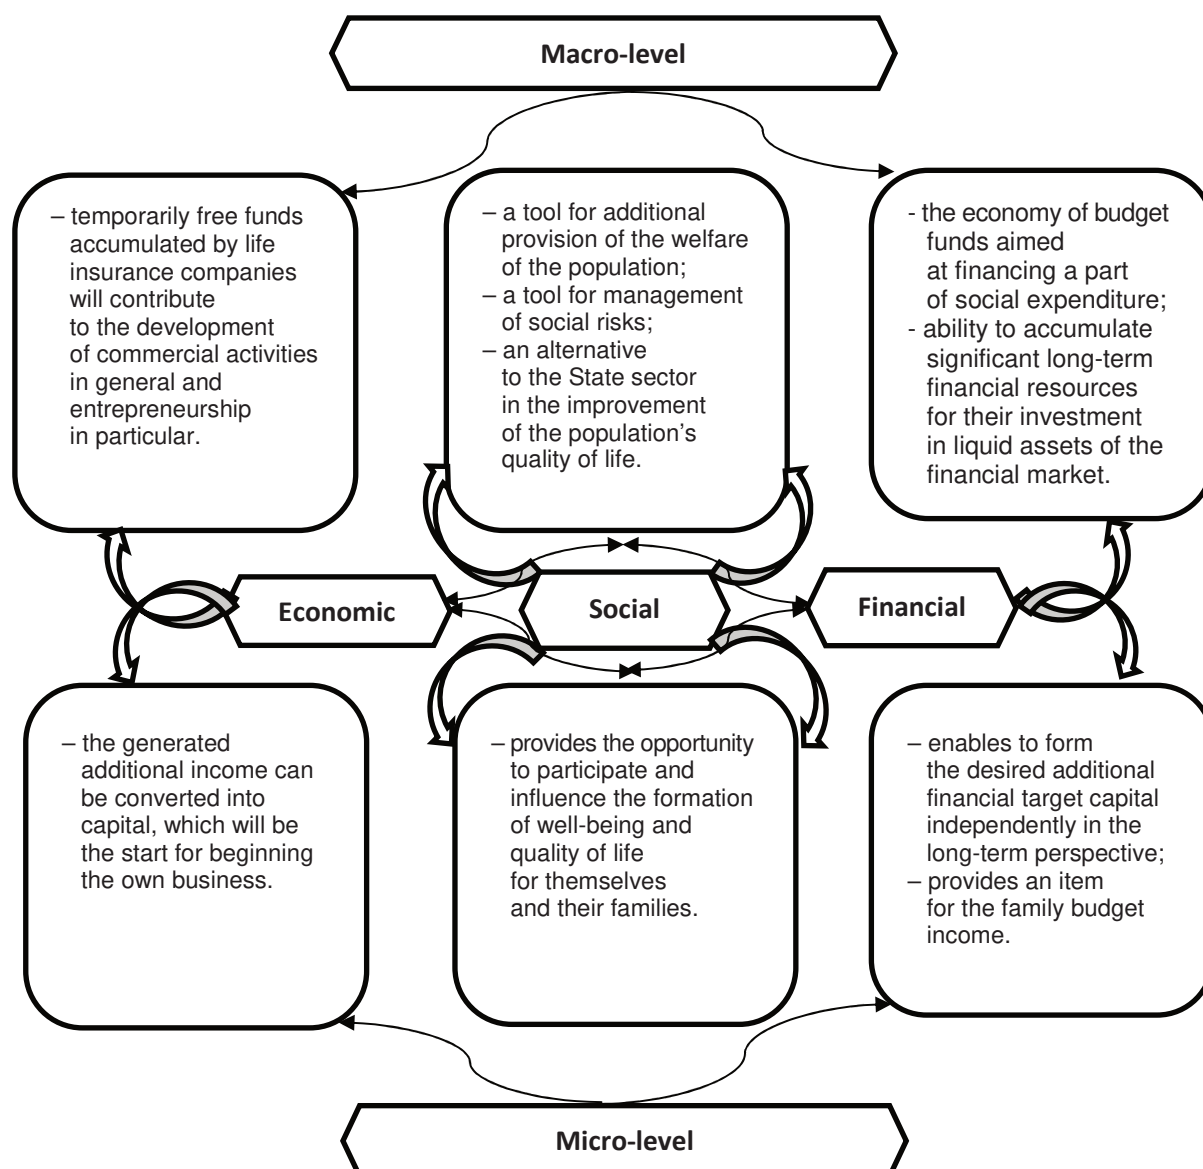 Macro-level
– temporarily free funds
accumulated by life
insurance companies
will contribute
to the development
of commercial activities
in general and
entrepreneurship
in particular.
– a tool for additional
provision of the welfare
of the population;
– a tool for management
of social risks;
– an alternative
to the State sector
in the improvement
of the population’s
quality of life.
- the economy of budget
funds aimed
at financing a part
of social expenditure;
- ability to accumulate
significant long-term
financial resources
for their investment
in liquid assets of the
financial market.
Economic
Social
Financial
– the generated
additional income can
be converted into
capital, which will be
the start for beginning
the own business.
– provides the opportunity
to participate and
influence the formation
of well-being and
quality of life
for themselves
and their families.
– enables to form
the desired additional
financial target capital
independently in the
long-term perspective;
– provides an item
for the family budget
income.
Micro-level